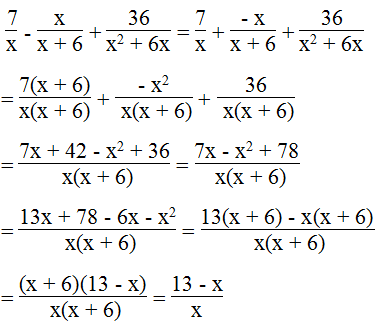 7/x - x/(x + 6) + 36/(x² + 6x) = 7/x + (- x)/(x + 6) + 36/(x² + 6x)
= 7(x + 6)/(x(x + 6)) + (- x²)/(x(x + 6)) + 36/(x(x + 6))
= (7x + 42 - x² + 36)/(x(x + 6)) = (7x - x² + 78)/(x(x + 6))
= (13x + 78 - 6x - x²)/(x(x + 6)) = (13(x + 6) - x(x + 6))/(x(x + 6))
= ((x + 6)(13 - x))/(x(x + 6)) = (13 - x)/x